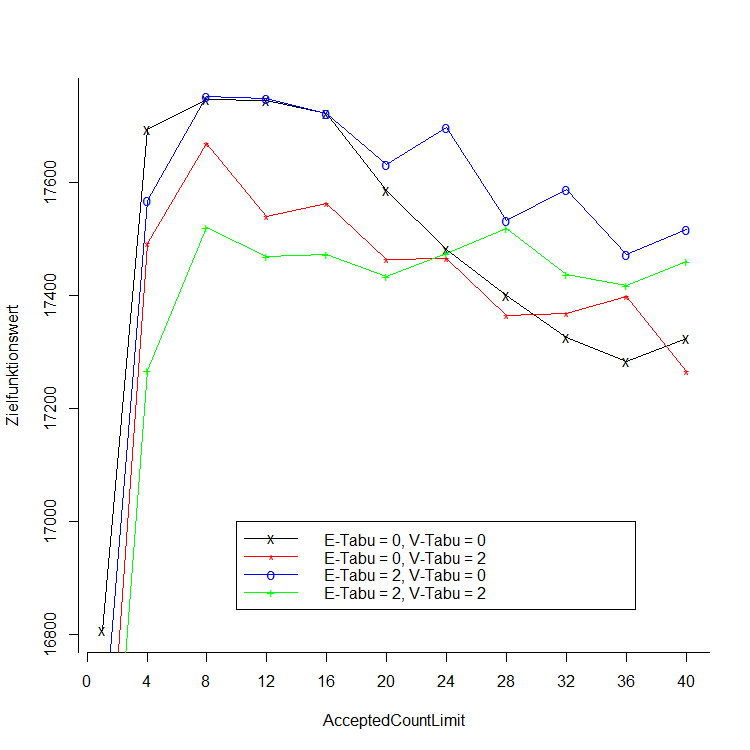 Zielfunktionswert
17600
17400
17200
17000
16800
E-Tabu = 0, V-Tabu = 0
E-Tabu = 0, V-Tabu = 2
E-Tabu = 2, V-Tabu = 0
E-Tabu = 2, V-Tabu = 2
0 4 8 12 16 20 24 28 32 36 40
AcceptedCountLimit